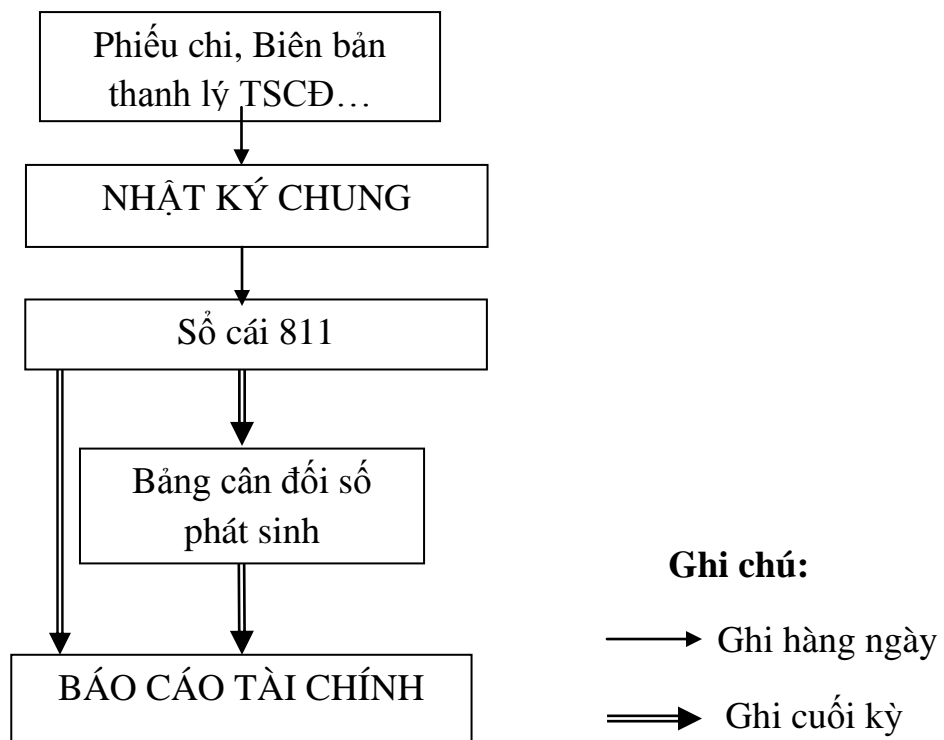 Phiếu chi, Biên bản
thanh lý TSCĐ…
NHẬT KÝ CHUNG
Sổ cái 811
Bảng cân đối số
phát sinh
BÁO CÁO TÀI CHÍNH
Ghi chú:
Ghi hàng ngày
Ghi cuối kỳ